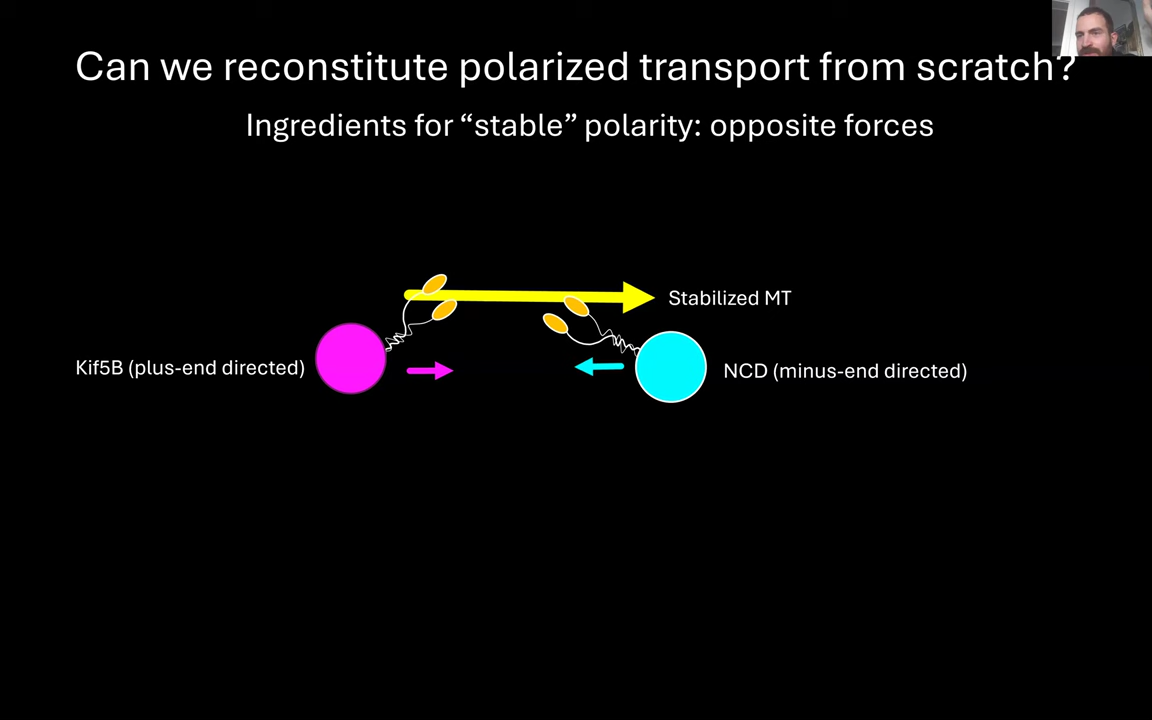 Can we reconstitute polarized transport from scratch?
Ingredients for “stable” polarity: opposite forces
Stabilized MT
Kif5B (plus-end directed)
NCD (minus-end directed)